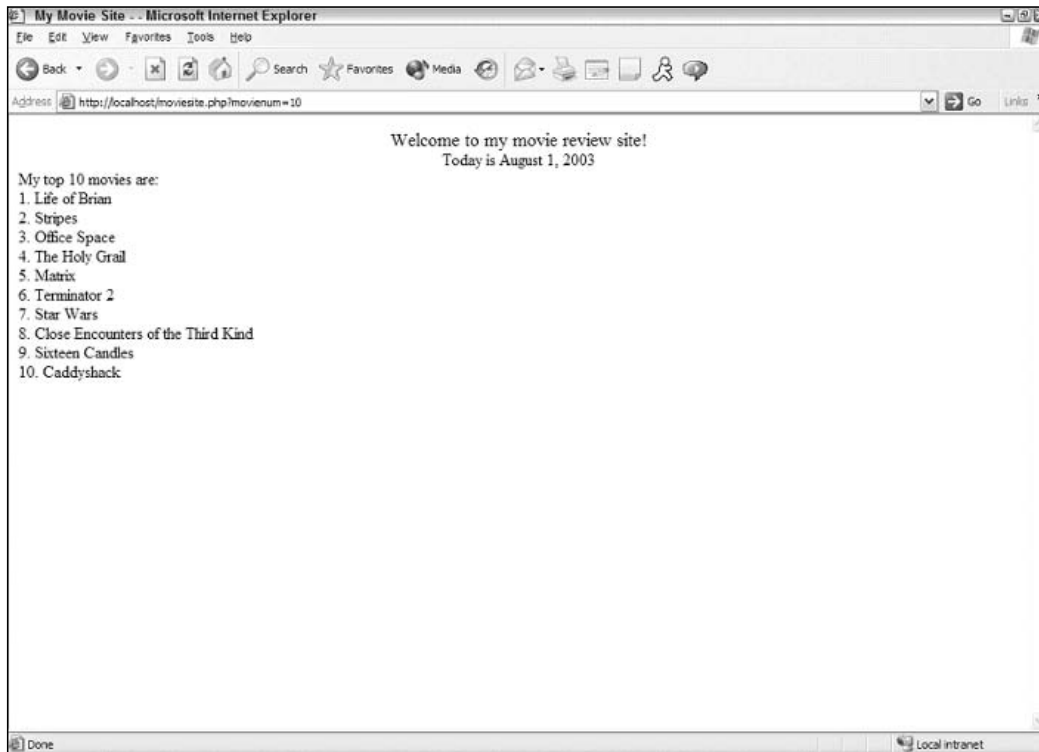 My Movie Site - - Microsoft Internet Explorer
File Edit View Favorites Tools Help
Back Search Favorites Media
Address http://localhost/moviesite.php?movienum=10 Go Links
Welcome to my movie review site!
Today is August 1, 2003
My top 10 movies are:
1. Life of Brian
2. Stripes
3. Office Space
4. The Holy Grail
5. Matrix
6. Terminator 2
7. Star Wars
8. Close Encounters of the Third Kind
9. Sixteen Candles
10. Caddyshack
Done Local intranet